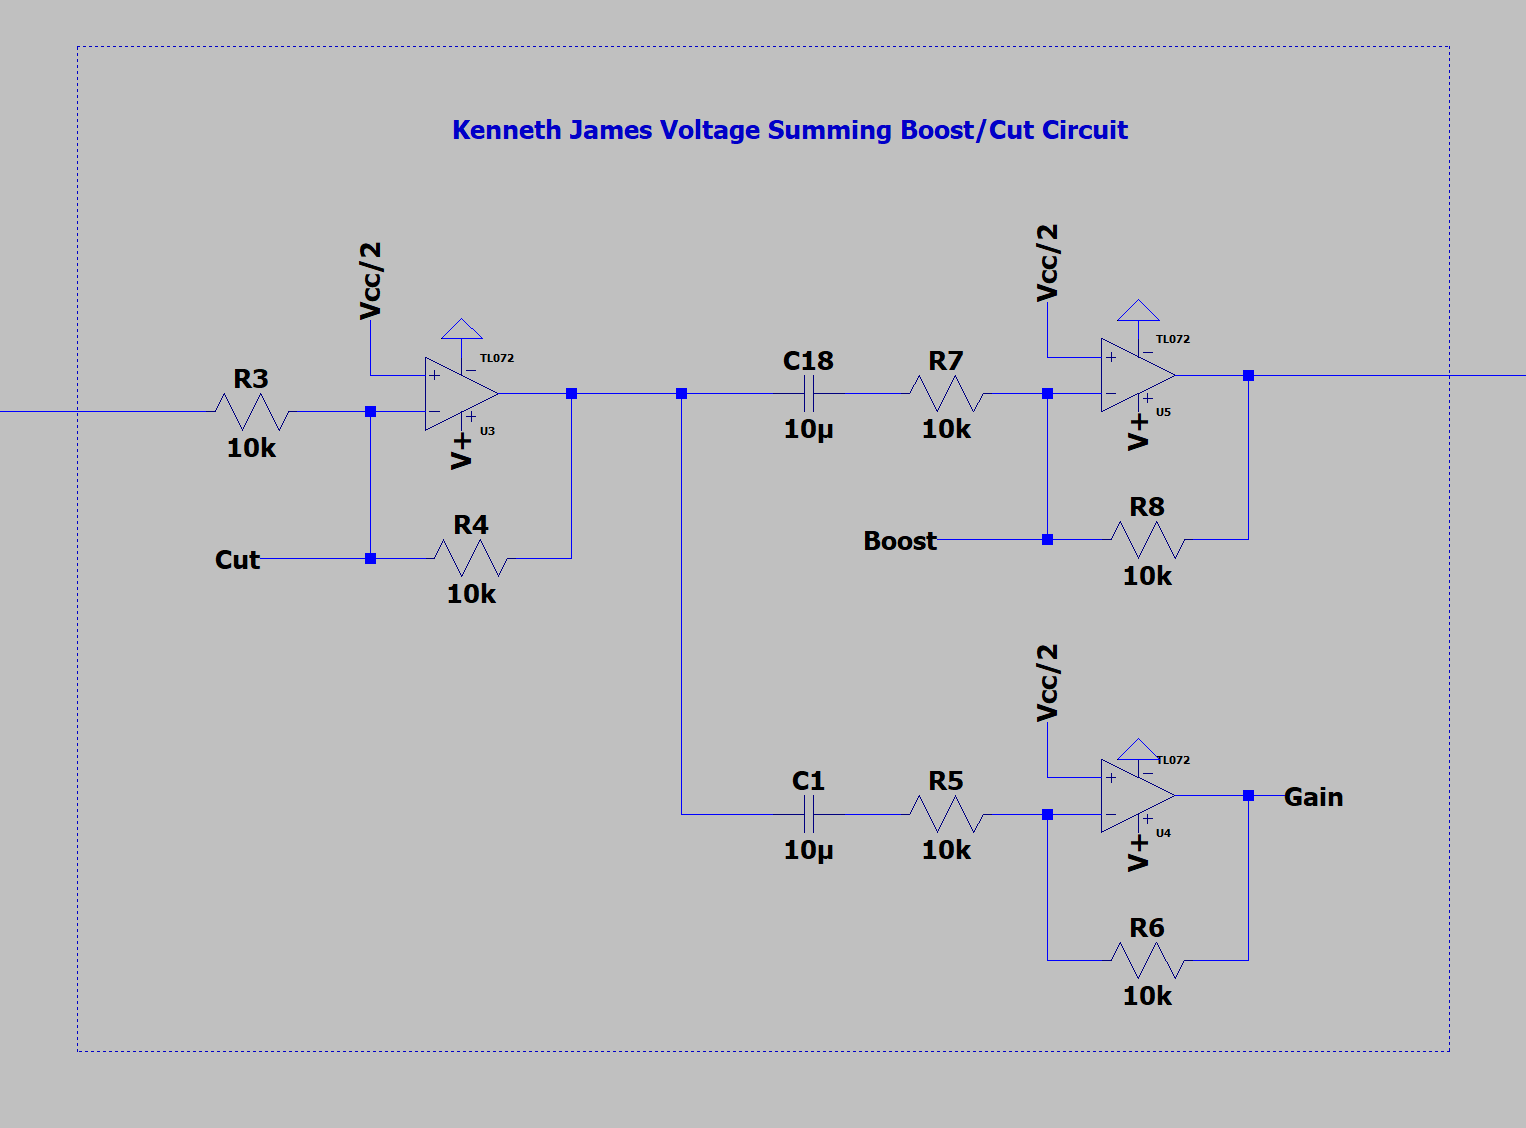 Kenneth James Voltage Summing Boost/Cut Circuit
Vcc/2
Vcc/2
TL072
TL072
C18
R7
R3
10µ
10k
U5
V+
U3
V+
10k
R4
R8
Boost
Cut
10k
10k
Vcc/2
TL072
C1
R5
Gain
10µ
10k
U4
V+
R6
10k